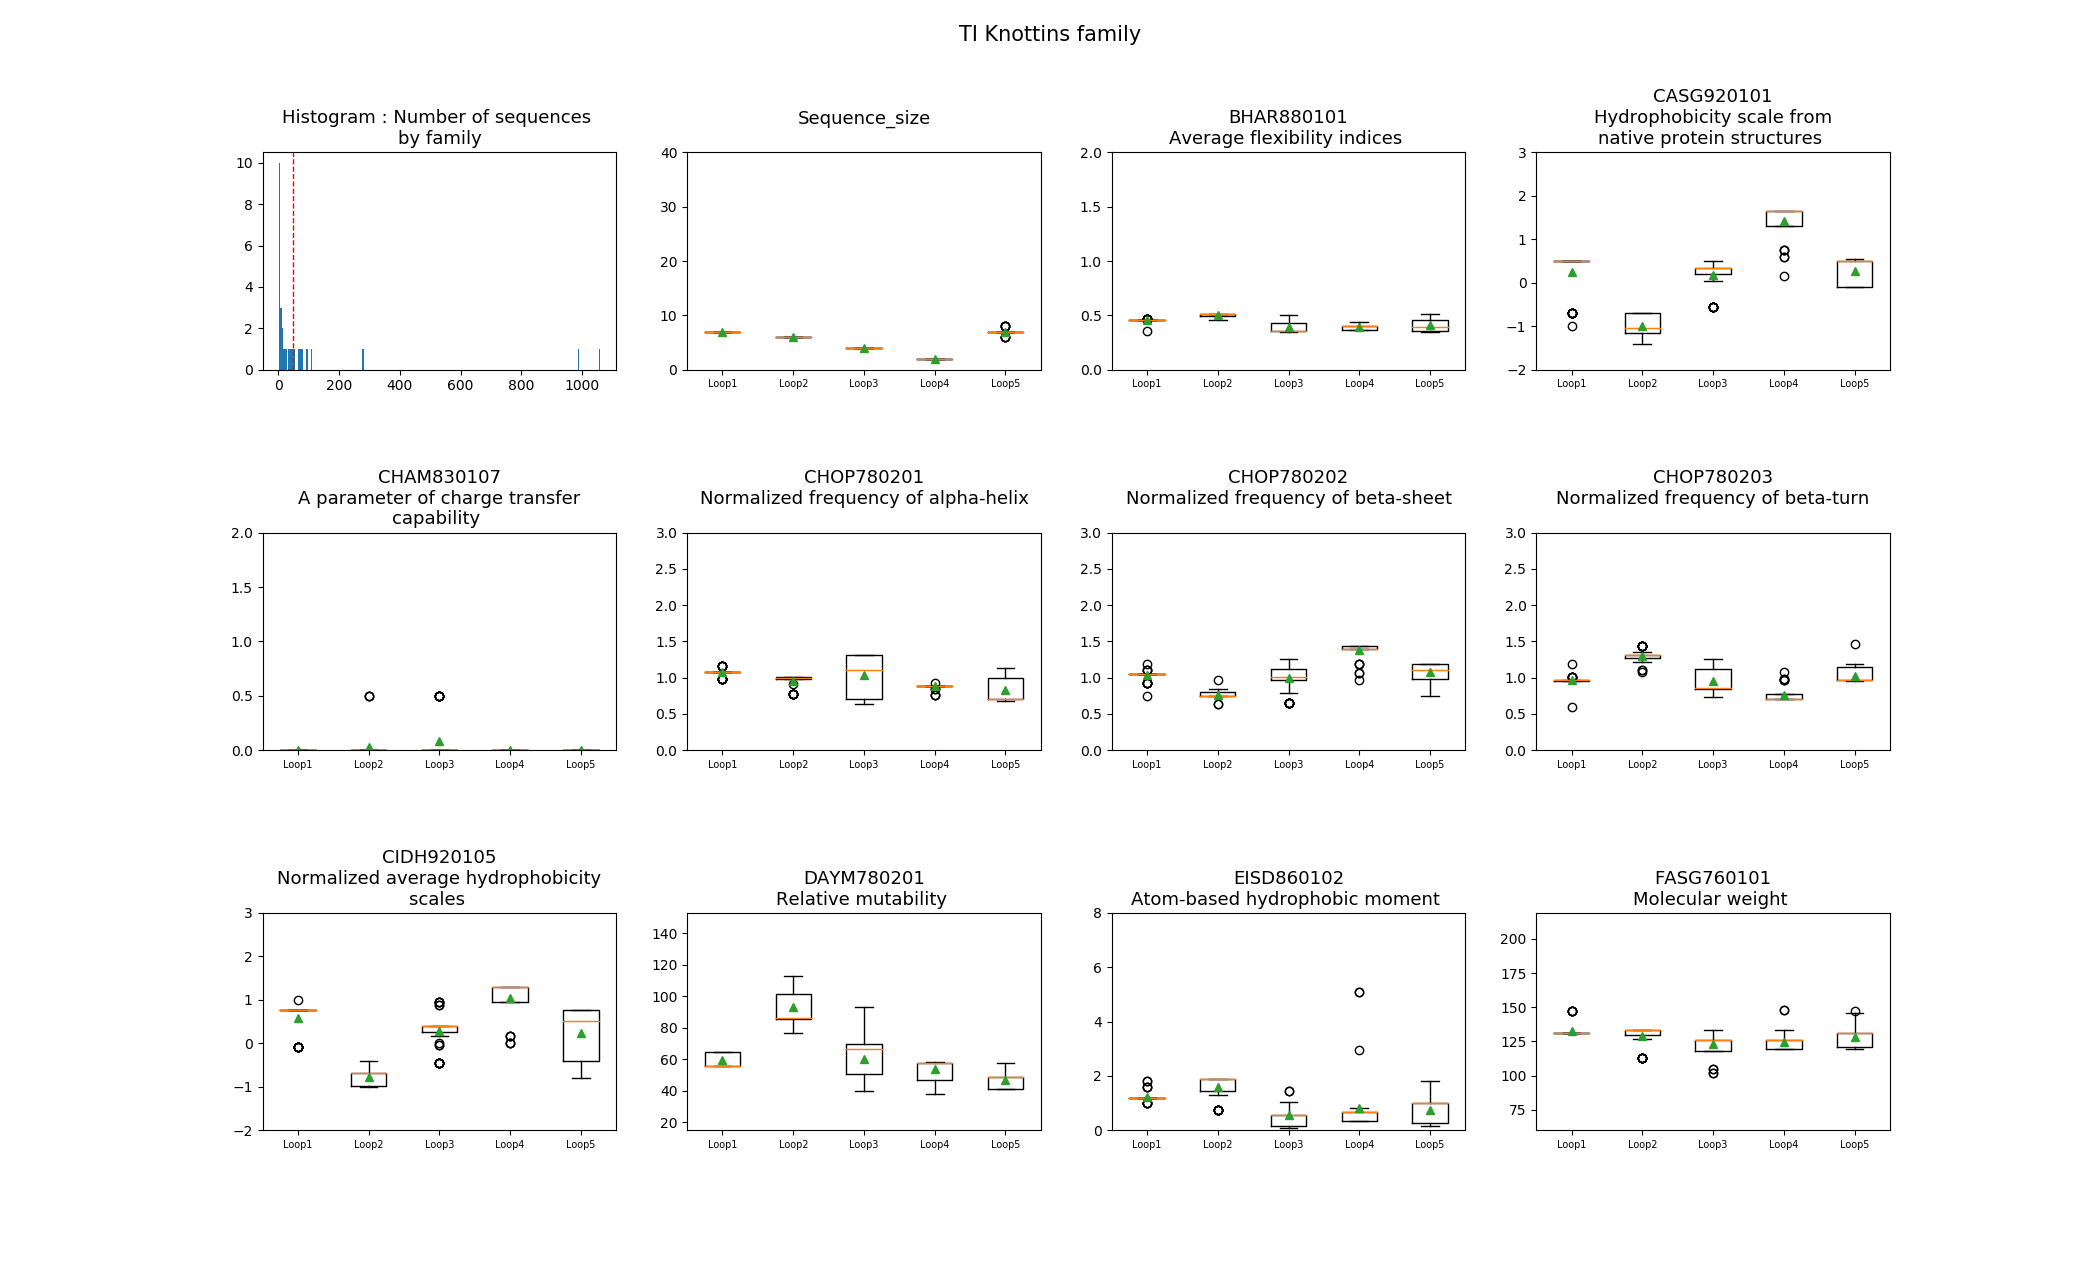 TI Knottins family
Histogram : Number of sequences
by family
10
8
6
4
2
0
0 200 400 600 800 1000
Sequence_size
40
30
20
10
0
Loop1 Loop2 Loop3 Loop4 Loop5
BHAR880101
Average flexibility indices
2.0
1.5
1.0
0.5
0.0
Loop1 Loop2 Loop3 Loop4 Loop5
CASG920101
Hydrophobicity scale from
native protein structures
3
2
1
0
−1
−2
Loop1 Loop2 Loop3 Loop4 Loop5
CHAM830107
A parameter of charge transfer
capability
2.0
1.5
1.0
0.5
0.0
Loop1 Loop2 Loop3 Loop4 Loop5
CHOP780201
Normalized frequency of alpha-helix
3.0
2.5
2.0
1.5
1.0
0.5
0.0
Loop1 Loop2 Loop3 Loop4 Loop5
CHOP780202
Normalized frequency of beta-sheet
3.0
2.5
2.0
1.5
1.0
0.5
0.0
Loop1 Loop2 Loop3 Loop4 Loop5
CHOP780203
Normalized frequency of beta-turn
3.0
2.5
2.0
1.5
1.0
0.5
0.0
Loop1 Loop2 Loop3 Loop4 Loop5
CIDH920105
Normalized average hydrophobicity
scales
3
2
1
0
−1
−2
Loop1 Loop2 Loop3 Loop4 Loop5
DAYM780201
Relative mutability
140
120
100
80
60
40
20
Loop1 Loop2 Loop3 Loop4 Loop5
EISD860102
Atom-based hydrophobic moment
8
6
4
2
0
Loop1 Loop2 Loop3 Loop4 Loop5
FASG760101
Molecular weight
200
175
150
125
100
75
Loop1 Loop2 Loop3 Loop4 Loop5